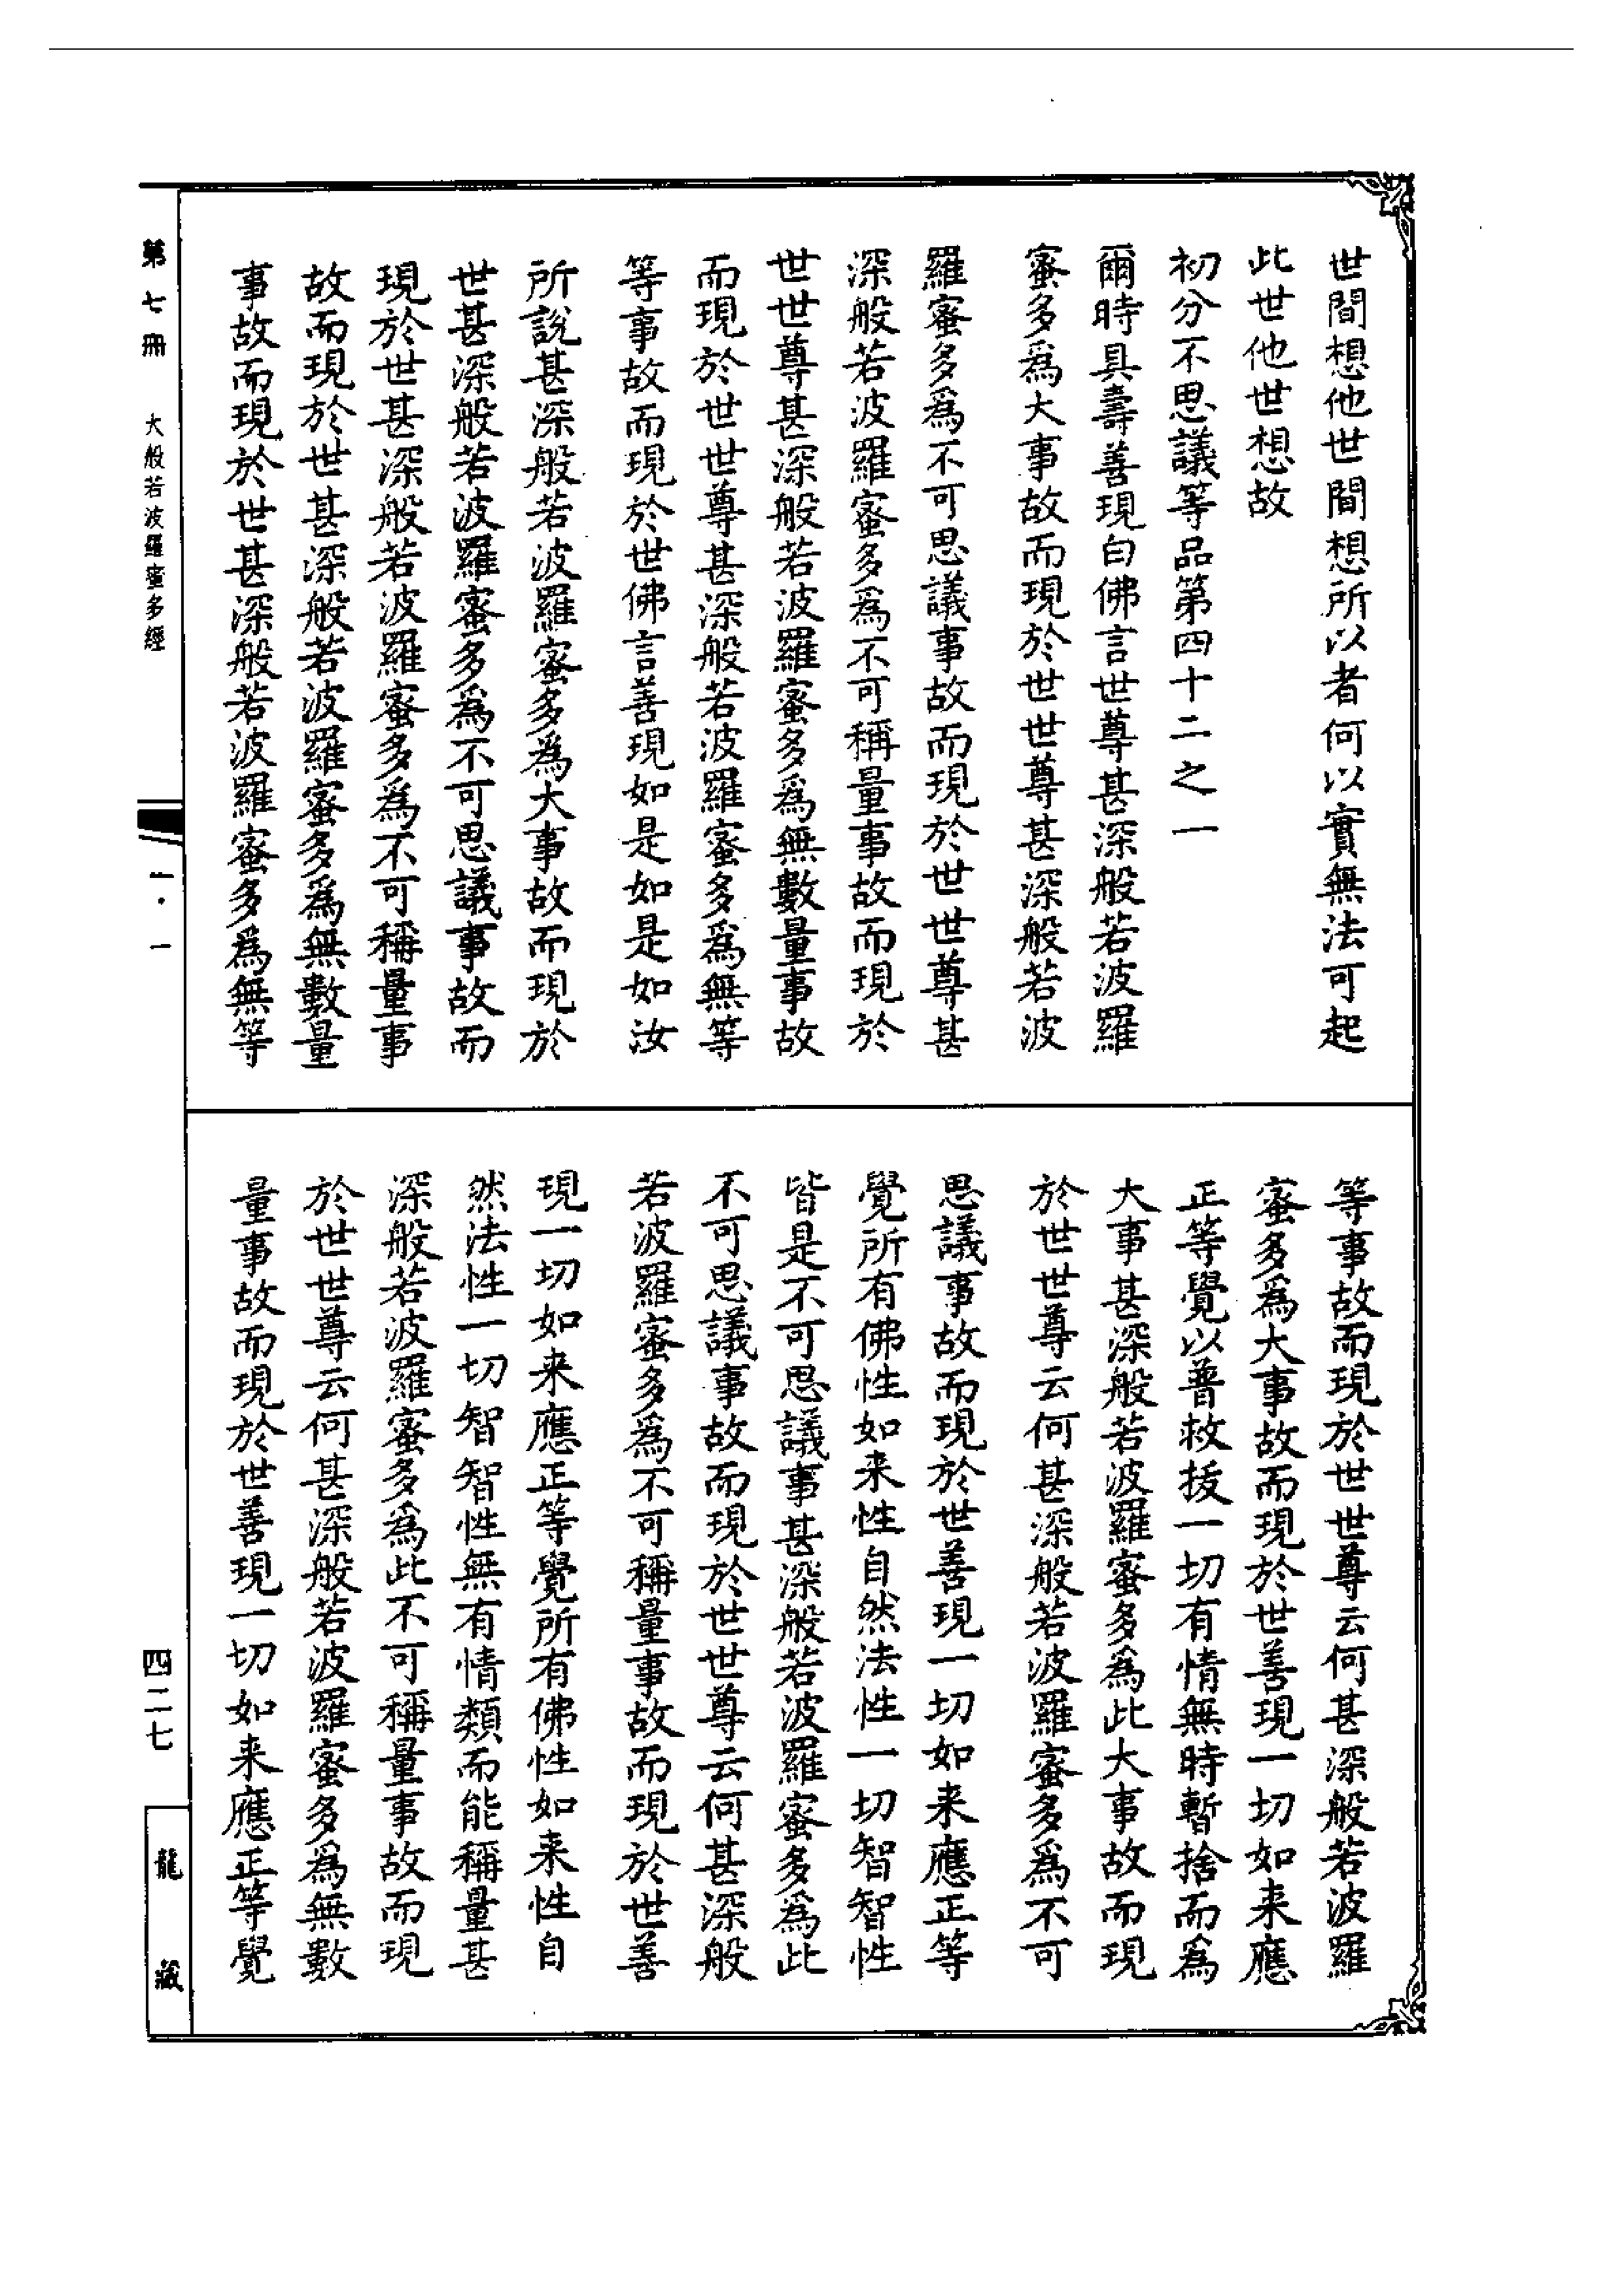 世間想他世間想所以者何以實無法可起
此世他世想故
初分不思議等品第四十二之一
爾時具壽善現白佛言世尊甚深般若波羅
蜜多為大事故而現於世世尊甚深般若波
羅蜜多為不可思議事故而現於世世尊甚
深般若波羅蜜多為不可稱量事故而現於
世世尊甚深般若波羅蜜多為無數量事故
而現於世世尊甚深般若波羅蜜多為無等
等事故而現於世佛言善現如是如是如汝
所說甚深般若波羅蜜多為大事故而現於
世甚深般若波羅蜜多為不可思議事故而
現於世甚深般若波羅蜜多為不可稱量事
故而現於世甚深般若波羅蜜多為無數量
事故而現於世甚深般若波羅蜜多為無等
等事故而現於世世尊云何甚深般若波羅
蜜多為大事故而現於世善現一切如来應
正等覺以普救拔一切有情無時暫捨而為
大事甚深般若波羅蜜多為此大事故而現
於世世尊云何甚深般若波羅蜜多為不可
思議事故而現於世善現一切如来應正等
覺所有佛性如来性自然法性一切智智性
皆是不可思議事甚深般若波羅蜜多為此
不可思議事故而現於世世尊云何甚深般
若波羅蜜多為不可稱量事故而現於世善
現一切如来應正等覺所有佛性如来性自
然法性一切智智性無有情類而能稱量甚
深般若波羅蜜多為此不可稱量事故而現
於世世尊云何甚深般若波羅蜜多為無數
量事故而現於世善現一切如来應正等覺
第七冊 大般若波羅蜜多經 一·一 四二七
龍藏